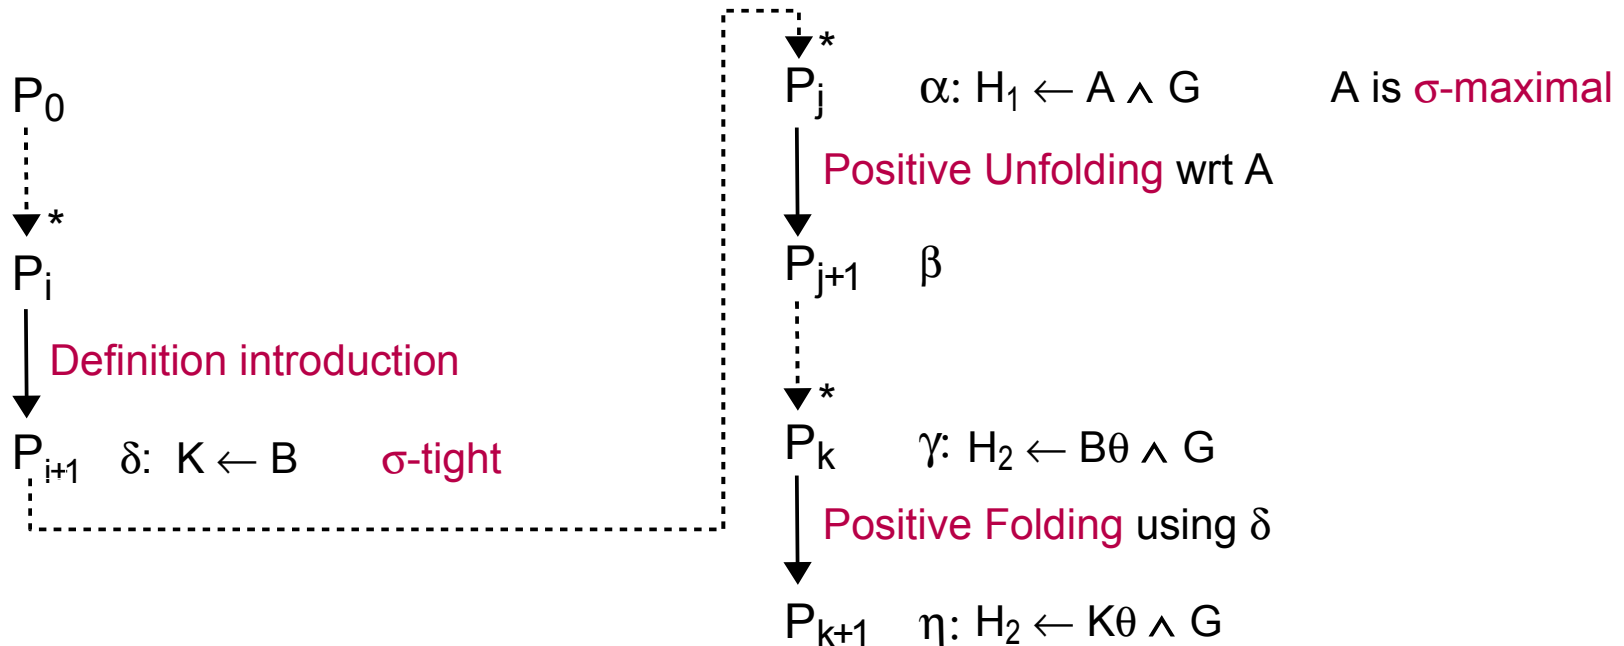 P₀
*
Pᵢ
Definition introduction
Pᵢ₊₁ δ: K ← B σ-tight
*
Pⱼ α: H₁ ← A ∧ G A is σ-maximal
Positive Unfolding wrt A
Pⱼ₊₁ β
*
Pₖ γ: H₂ ← Bθ ∧ G
Positive Folding using δ
Pₖ₊₁ η: H₂ ← Kθ ∧ G